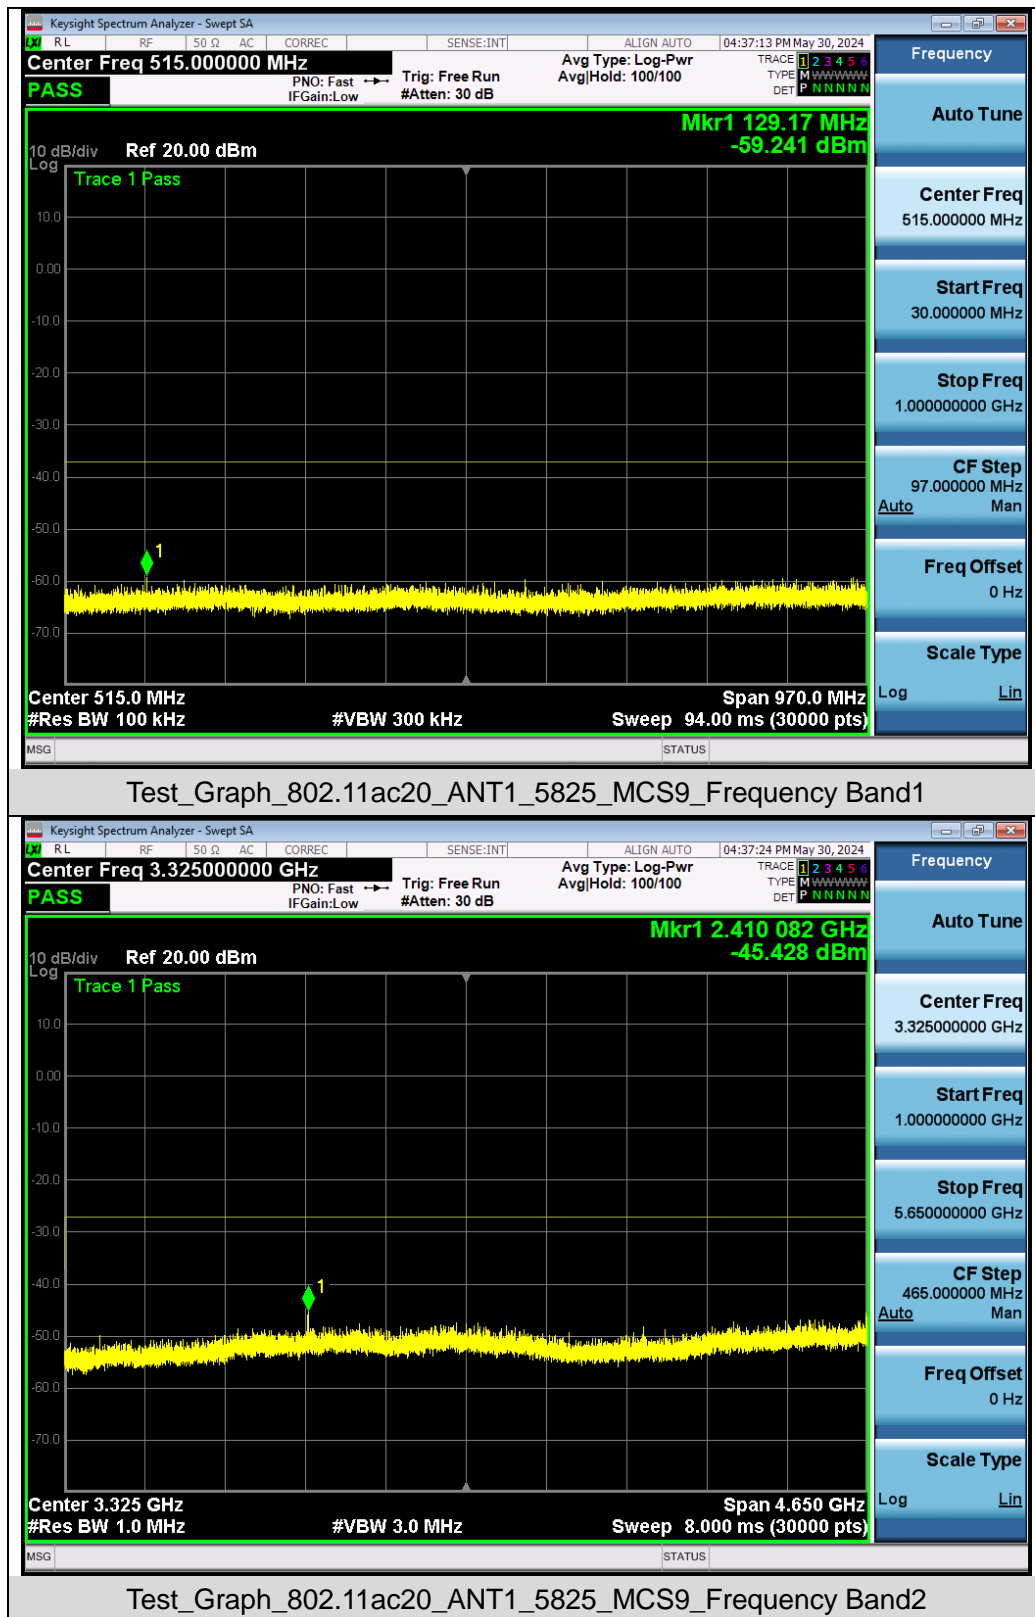 Keysight Spectrum Analyzer - Swept SA
LXI RL RF 50 Ω AC CORREC SENSE:INT ALIGN AUTO 04:37:13 PM May 30, 2024
Center Freq 515.000000 MHz
PASS
PNO: Fast
IFGain:Low
Trig: Free Run
#Atten: 30 dB
Avg Type: Log-Pwr
Avg|Hold: 100/100
TRACE 1 2 3 4 5 6
TYPE M WWWWW
DET P N N N N N
Mkr1 129.17 MHz
-59.241 dBm
10 dB/div Ref 20.00 dBm
Log
Trace 1 Pass
10.0
0.00
-10.0
-20.0
-30.0
-40.0
-50.0
-60.0
-70.0
1
Center 515.0 MHz Span 970.0 MHz
#Res BW 100 kHz #VBW 300 kHz Sweep 94.00 ms (30000 pts)
MSG STATUS
Frequency
Auto Tune
Center Freq
515.000000 MHz
Start Freq
30.000000 MHz
Stop Freq
1.000000000 GHz
CF Step
97.000000 MHz
Auto Man
Freq Offset
0 Hz
Scale Type
Log Lin
Test_Graph_802.11ac20_ANT1_5825_MCS9_Frequency Band1
Keysight Spectrum Analyzer - Swept SA
LXI RL RF 50 Ω AC CORREC SENSE:INT ALIGN AUTO 04:37:24 PM May 30, 2024
Center Freq 3.325000000 GHz
PASS
PNO: Fast
IFGain:Low
Trig: Free Run
#Atten: 30 dB
Avg Type: Log-Pwr
Avg|Hold: 100/100
TRACE 1 2 3 4 5 6
TYPE M WWWWW
DET P N N N N N
Mkr1 2.410 082 GHz
-45.428 dBm
10 dB/div Ref 20.00 dBm
Log
Trace 1 Pass
10.0
0.00
-10.0
-20.0
-30.0
-40.0
-50.0
-60.0
-70.0
1
Center 3.325 GHz Span 4.650 GHz
#Res BW 1.0 MHz #VBW 3.0 MHz Sweep 8.000 ms (30000 pts)
MSG STATUS
Frequency
Auto Tune
Center Freq
3.325000000 GHz
Start Freq
1.000000000 GHz
Stop Freq
5.650000000 GHz
CF Step
465.000000 MHz
Auto Man
Freq Offset
0 Hz
Scale Type
Log Lin
Test_Graph_802.11ac20_ANT1_5825_MCS9_Frequency Band2